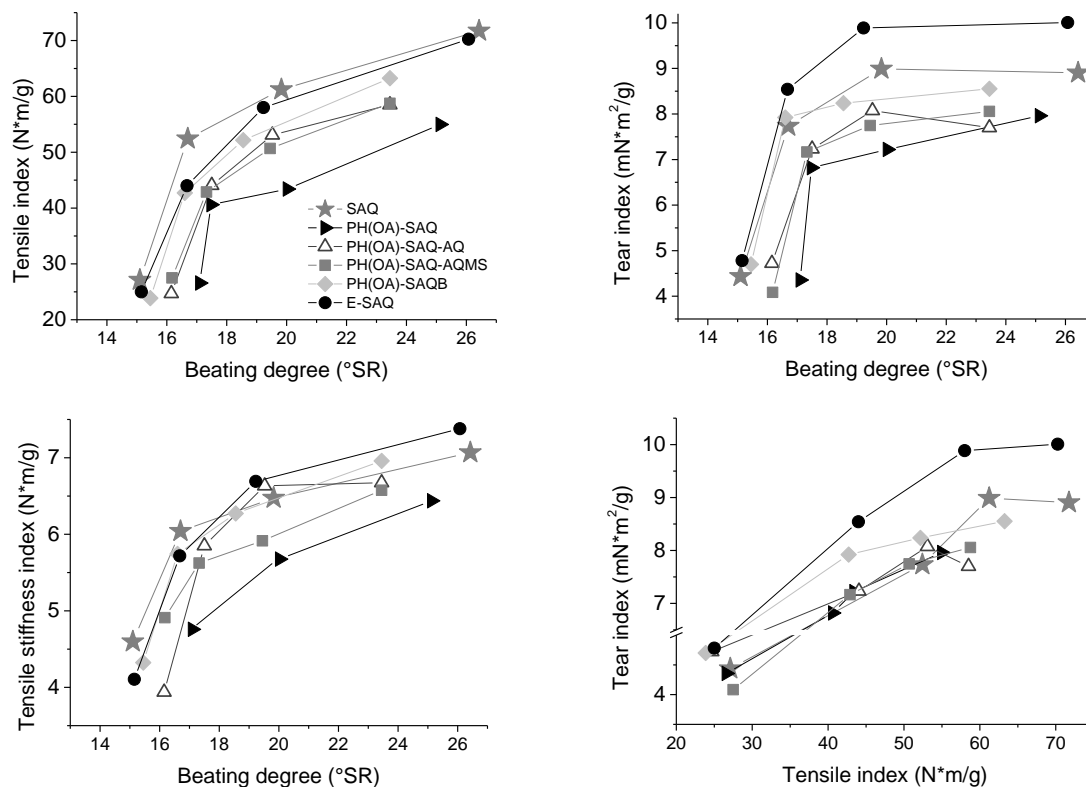 Tensile index (N*m/g)
70
60
50
40
30
20
14 16 18 20 22 24 26
Beating degree (°SR)
SAQ
PH(OA)-SAQ
PH(OA)-SAQ-AQ
PH(OA)-SAQ-AQMS
PH(OA)-SAQB
E-SAQ
Tear index (mN*m²/g)
10
9
8
7
6
5
4
14 16 18 20 22 24 26
Beating degree (°SR)
Tensile stiffness index (N*m/g)
7
6
5
4
14 16 18 20 22 24 26
Beating degree (°SR)
Tear index (mN*m²/g)
10
9
8
7
4
20 30 40 50 60 70
Tensile index (N*m/g)